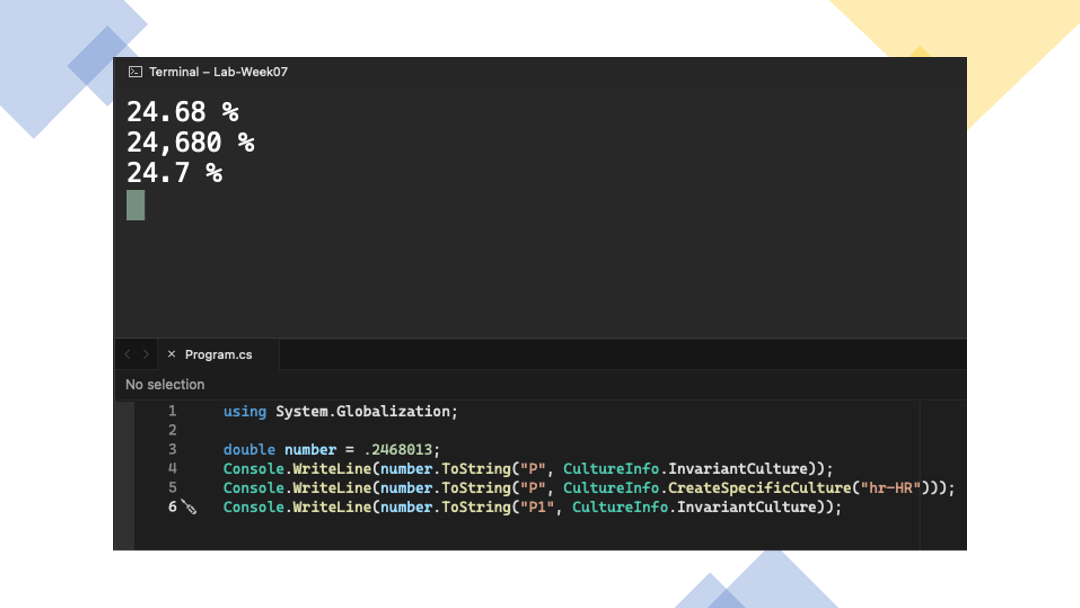 Terminal – Lab-Week07
24.68 %
24,680 %
24.7 %
Program.cs
No selection
1 using System.Globalization;
2
3 double number = .2468013;
4 Console.WriteLine(number.ToString("P", CultureInfo.InvariantCulture));
5 Console.WriteLine(number.ToString("P", CultureInfo.CreateSpecificCulture("hr-HR")));
6 Console.WriteLine(number.ToString("P1", CultureInfo.InvariantCulture));